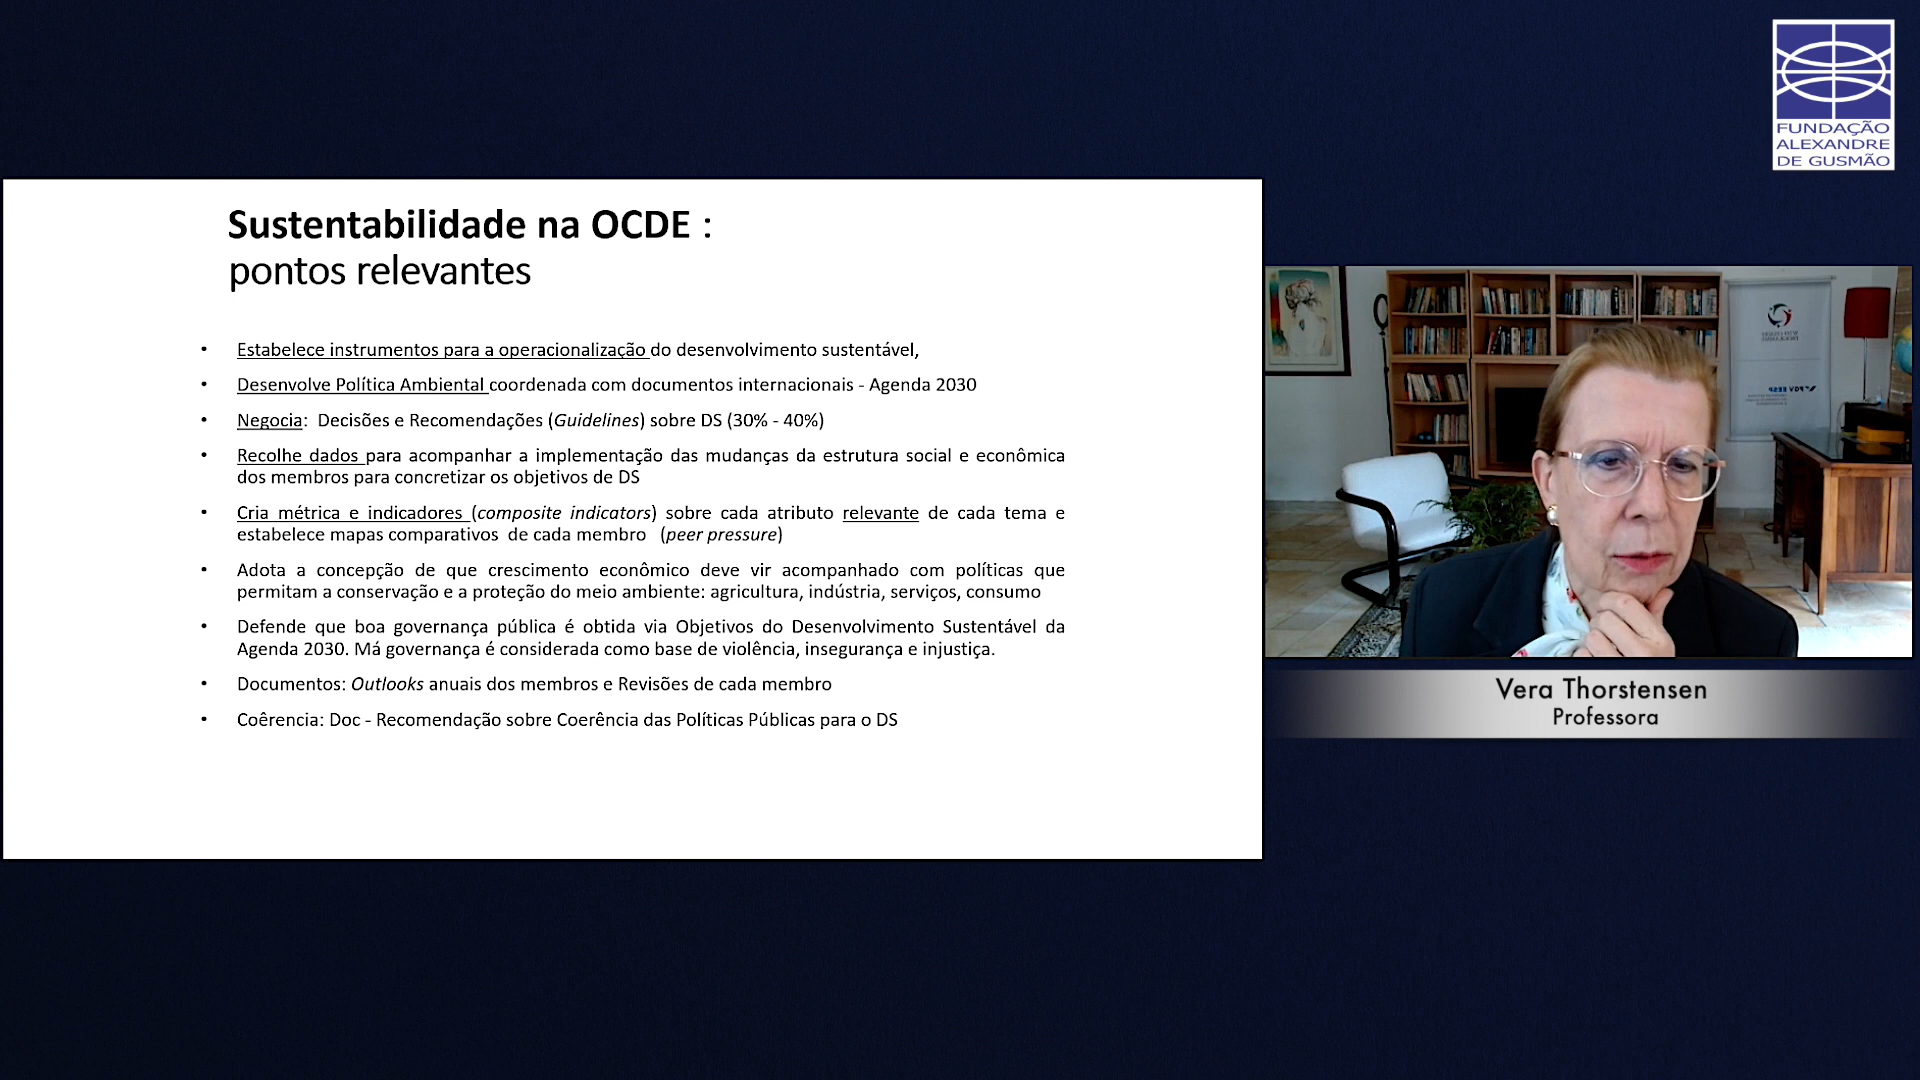 FUNDAÇÃO
ALEXANDRE
DE GUSMÃO
Sustentabilidade na OCDE :
pontos relevantes
• Estabelece instrumentos para a operacionalização do desenvolvimento sustentável,
• Desenvolve Política Ambiental coordenada com documentos internacionais - Agenda 2030
• Negocia: Decisões e Recomendações (Guidelines) sobre DS (30% - 40%)
• Recolhe dados para acompanhar a implementação das mudanças da estrutura social e econômica
dos membros para concretizar os objetivos de DS
• Cria métrica e indicadores (composite indicators) sobre cada atributo relevante de cada tema e
estabelece mapas comparativos de cada membro (peer pressure)
• Adota a concepção de que crescimento econômico deve vir acompanhado com políticas que
permitam a conservação e a proteção do meio ambiente: agricultura, indústria, serviços, consumo
• Defende que boa governança pública é obtida via Objetivos do Desenvolvimento Sustentável da
Agenda 2030. Má governança é considerada como base de violência, insegurança e injustiça.
• Documentos: Outlooks anuais dos membros e Revisões de cada membro
• Coêrencia: Doc - Recomendação sobre Coerência das Políticas Públicas para o DS
FGV EESP
Vera Thorstensen
Professora